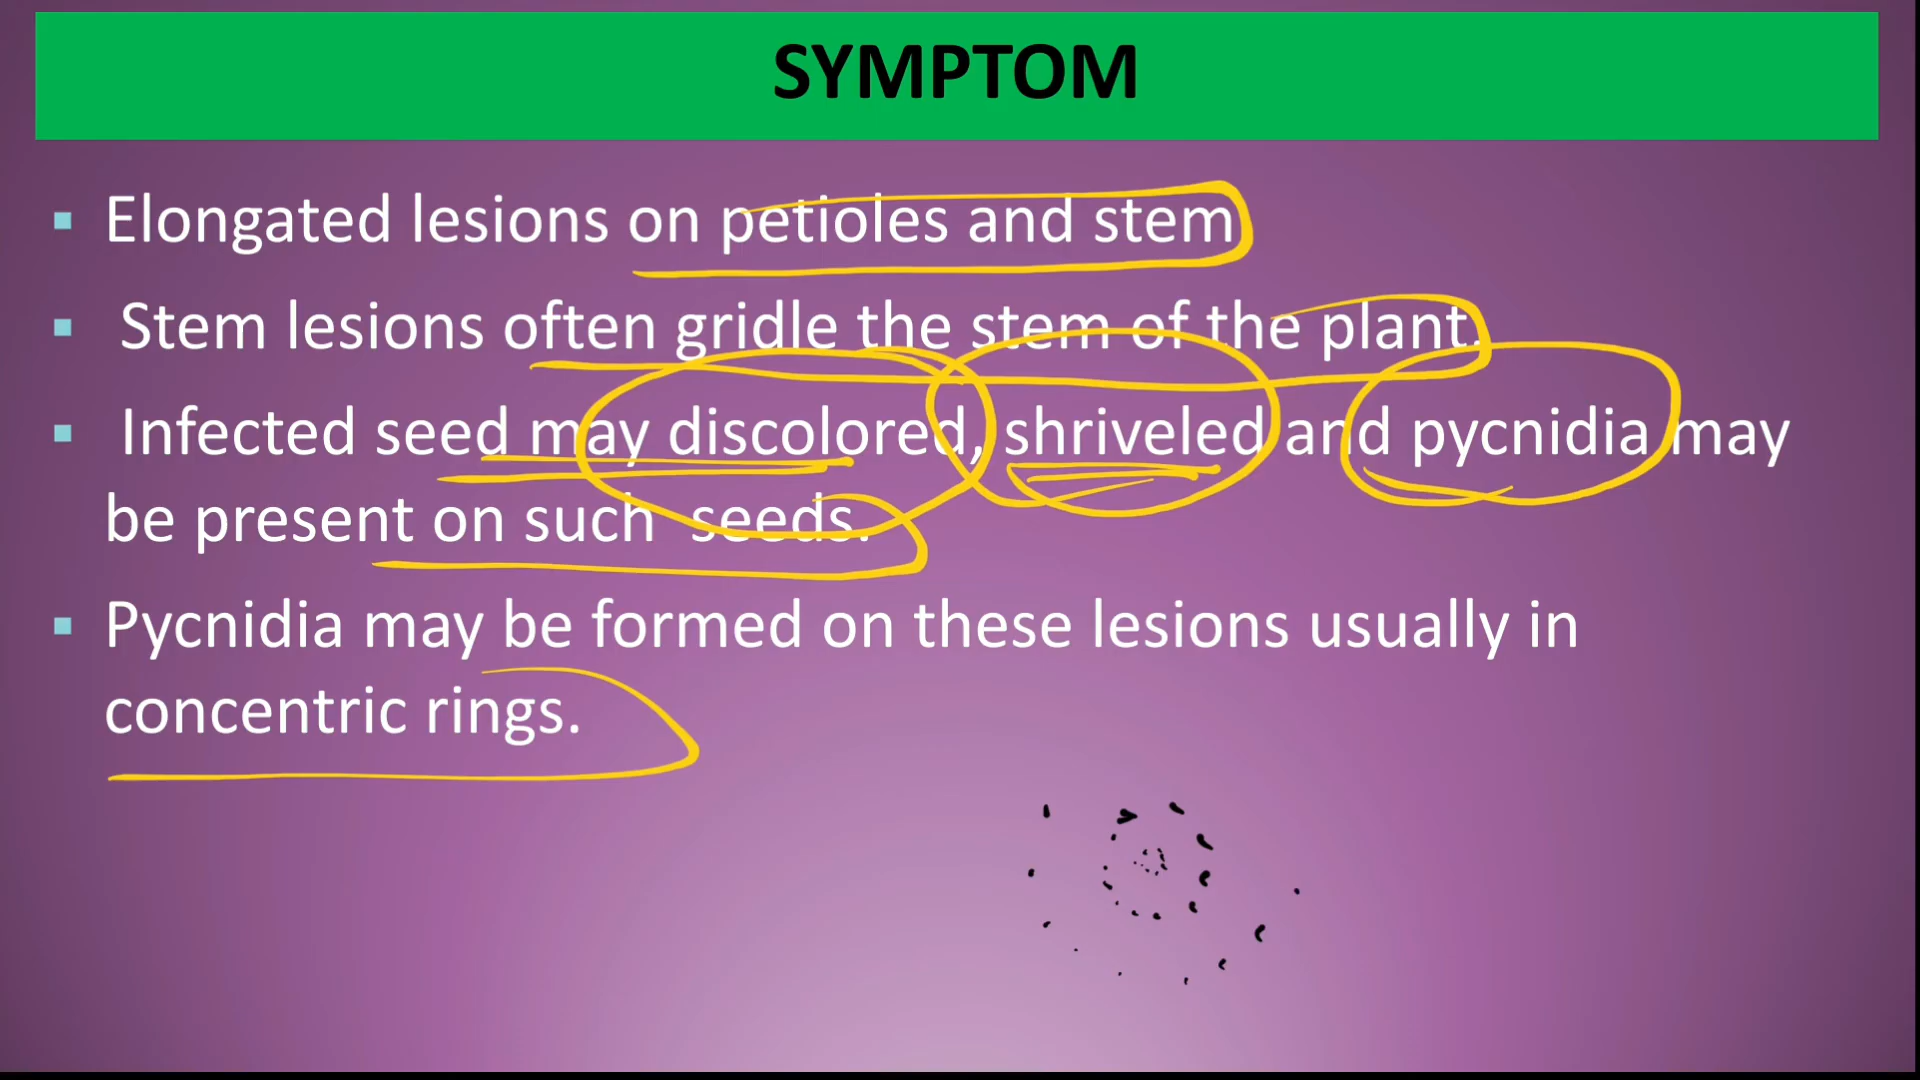 SYMPTOM
Elongated lesions on petioles and stem
Stem lesions often gridle the stem of the plant.
Infected seed may discolored, shriveled and pycnidia may
be present on such seeds.
Pycnidia may be formed on these lesions usually in
concentric rings.